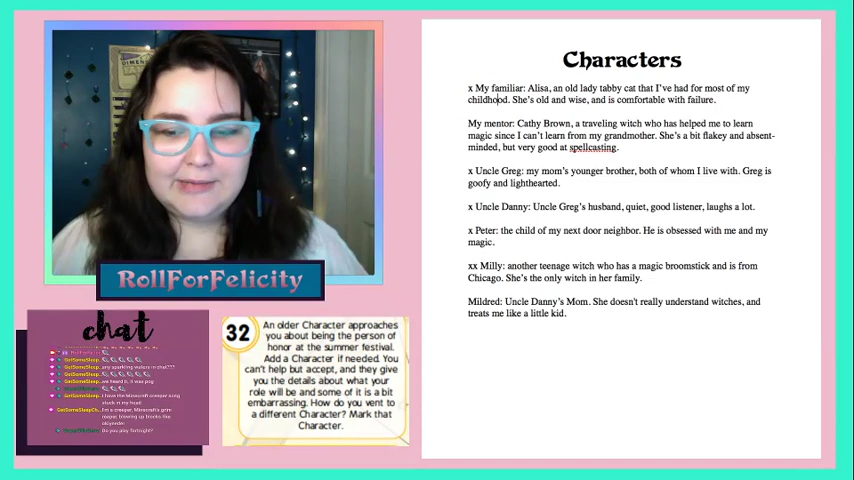 Characters
x My familiar: Alisa, an old lady tabby cat that I've had for most of my
childhood. She's old and wise, and is comfortable with failure.
My mentor: Cathy Brown, a traveling witch who has helped me to learn
magic since I can't learn from my grandmother. She's a bit flakey and absent-
minded, but very good at spellcasting.
x Uncle Greg: my mom's younger brother, both of whom I live with. Greg is
goofy and lighthearted.
x Uncle Danny: Uncle Greg's husband, quiet, good listener, laughs a lot.
x Peter: the child of my next door neighbor. He is obsessed with me and my
magic.
xx Milly: another teenage witch who has a magic broomstick and is from
Chicago. She's the only witch in her family.
Mildred: Uncle Danny's Mom. She doesn't really understand witches, and
treats me like a little kid.
RollForFelicity
chat
any sparkling waters in chat???
we heard it, it was pog
I have the Minecraft creeper song
stuck in my head
I'm a creeper, Minecraft's grim
reaper, blowing up blocks like
Do you play fortnight?
32
An older Character approaches
you about being the person of
honor at the summer festival.
Add a Character if needed. You
can't help but accept, and they give
you the details about what your
role will be and some of it is a bit
embarrassing. How do you vent to
a different Character? Mark that
Character.